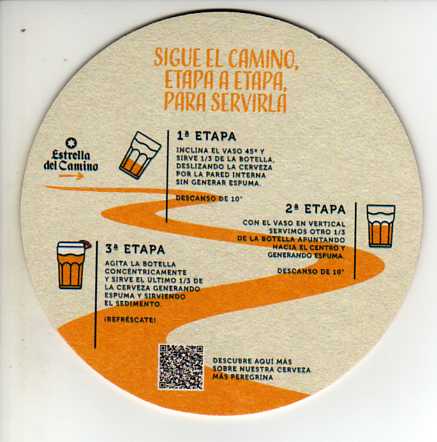 SIGUE EL CAMINO,
ETAPA A ETAPA,
PARA SERVIRLA
Estrella
del Camino
1ª ETAPA
INCLINA EL VASO 45º Y
SIRVE 1/3 DE LA BOTELLA,
DESLIZANDO LA CERVEZA
POR LA PARED INTERNA
SIN GENERAR ESPUMA.
DESCANSO DE 10"
2ª ETAPA
CON EL VASO EN VERTICAL
SERVIMOS OTRO 1/3
DE LA BOTELLA APUNTANDO
HACIA EL CENTRO Y
GENERANDO ESPUMA.
DESCANSO DE 10"
3ª ETAPA
AGITA LA BOTELLA
CONCÉNTRICAMENTE
Y SIRVE EL ÚLTIMO 1/3 DE
LA CERVEZA GENERANDO
ESPUMA Y SIRVIENDO
EL SEDIMENTO.
¡REFRÉSCATE!
DESCUBRE AQUÍ MÁS
SOBRE NUESTRA CERVEZA
MÁS PEREGRINA